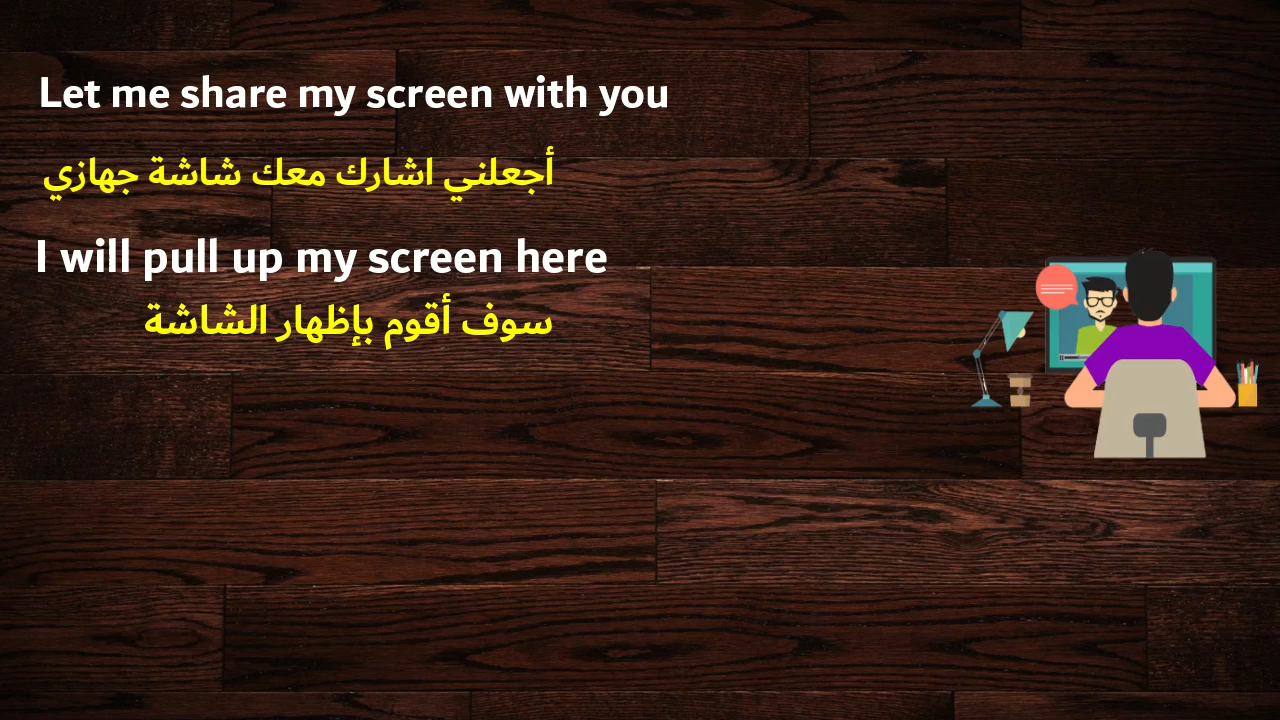 Let me share my screen with you
أجعلني اشارك معك شاشة جهازي
I will pull up my screen here
سوف أقوم بإظهار الشاشة